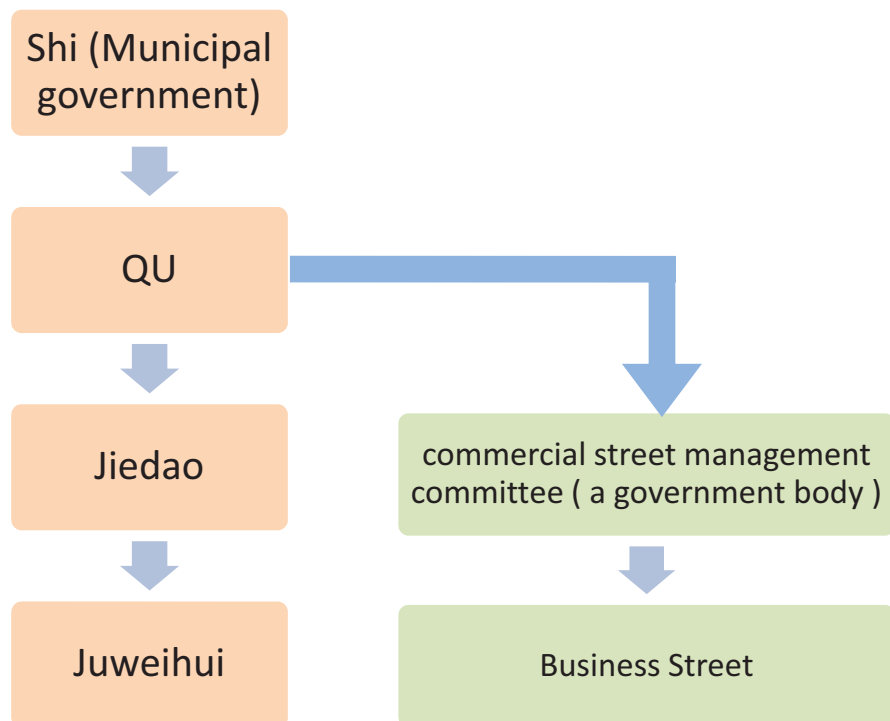 Shi (Municipal
government)
QU
Jiedao
commercial street management
committee ( a government body )
Juweihui
Business Street